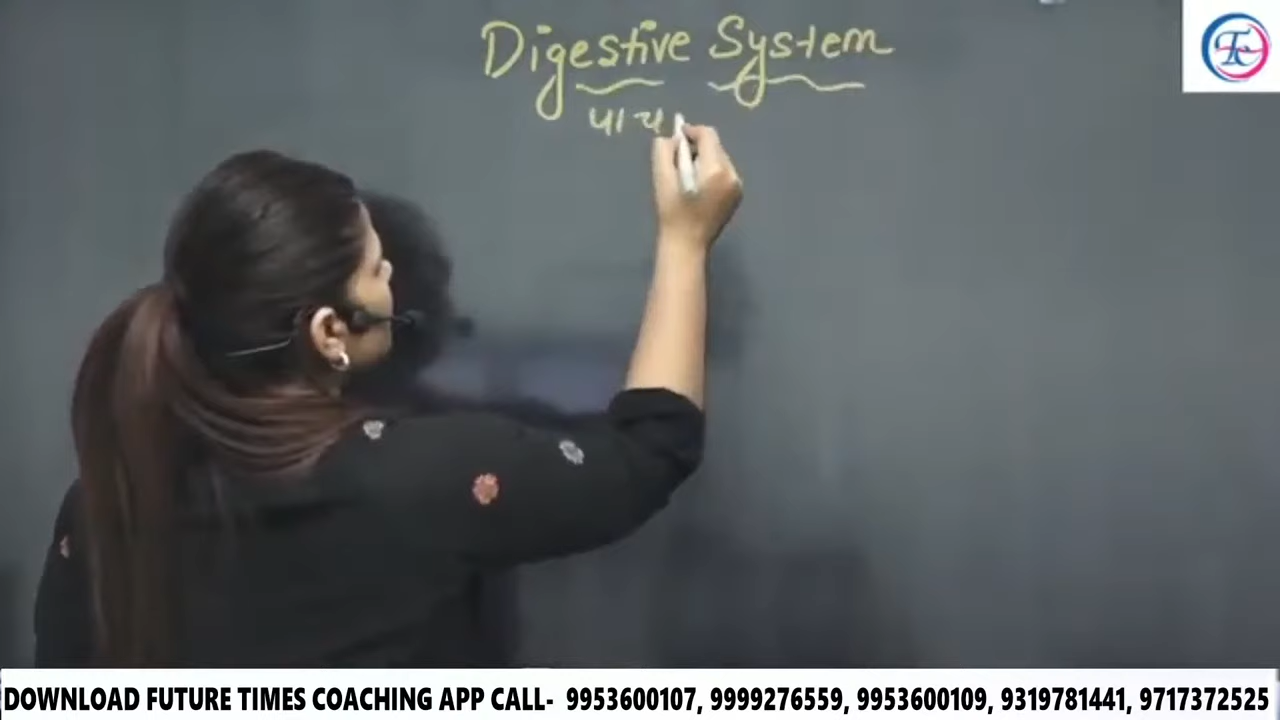 Digestive System
पाच
DOWNLOAD FUTURE TIMES COACHING APP CALL- 9953600107, 9999276559, 9953600109, 9319781441, 9717372525